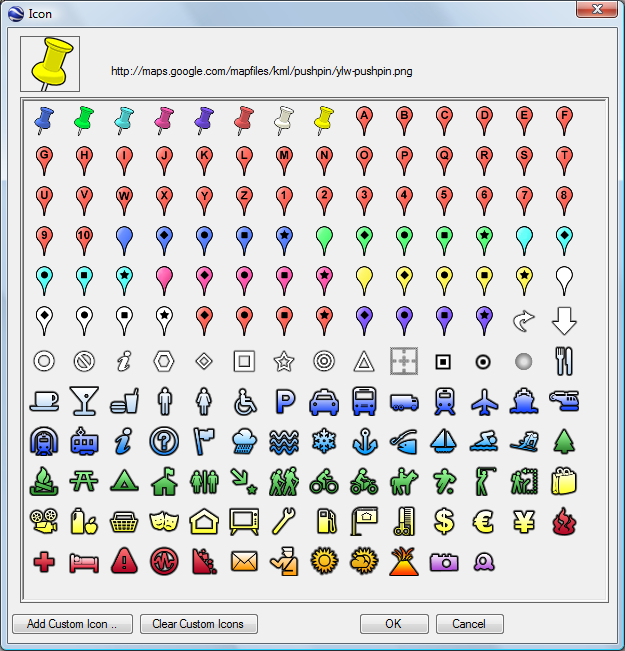 Icon
http://maps.google.com/mapfiles/kml/pushpin/ylw-pushpin.png
A B C D E F
G H I J K L M N O P Q R S T
U V W X Y Z 1 2 3 4 5 6 7 8
9 10
i
P
i ?
$ € ¥
!
Add Custom Icon .. Clear Custom Icons OK Cancel